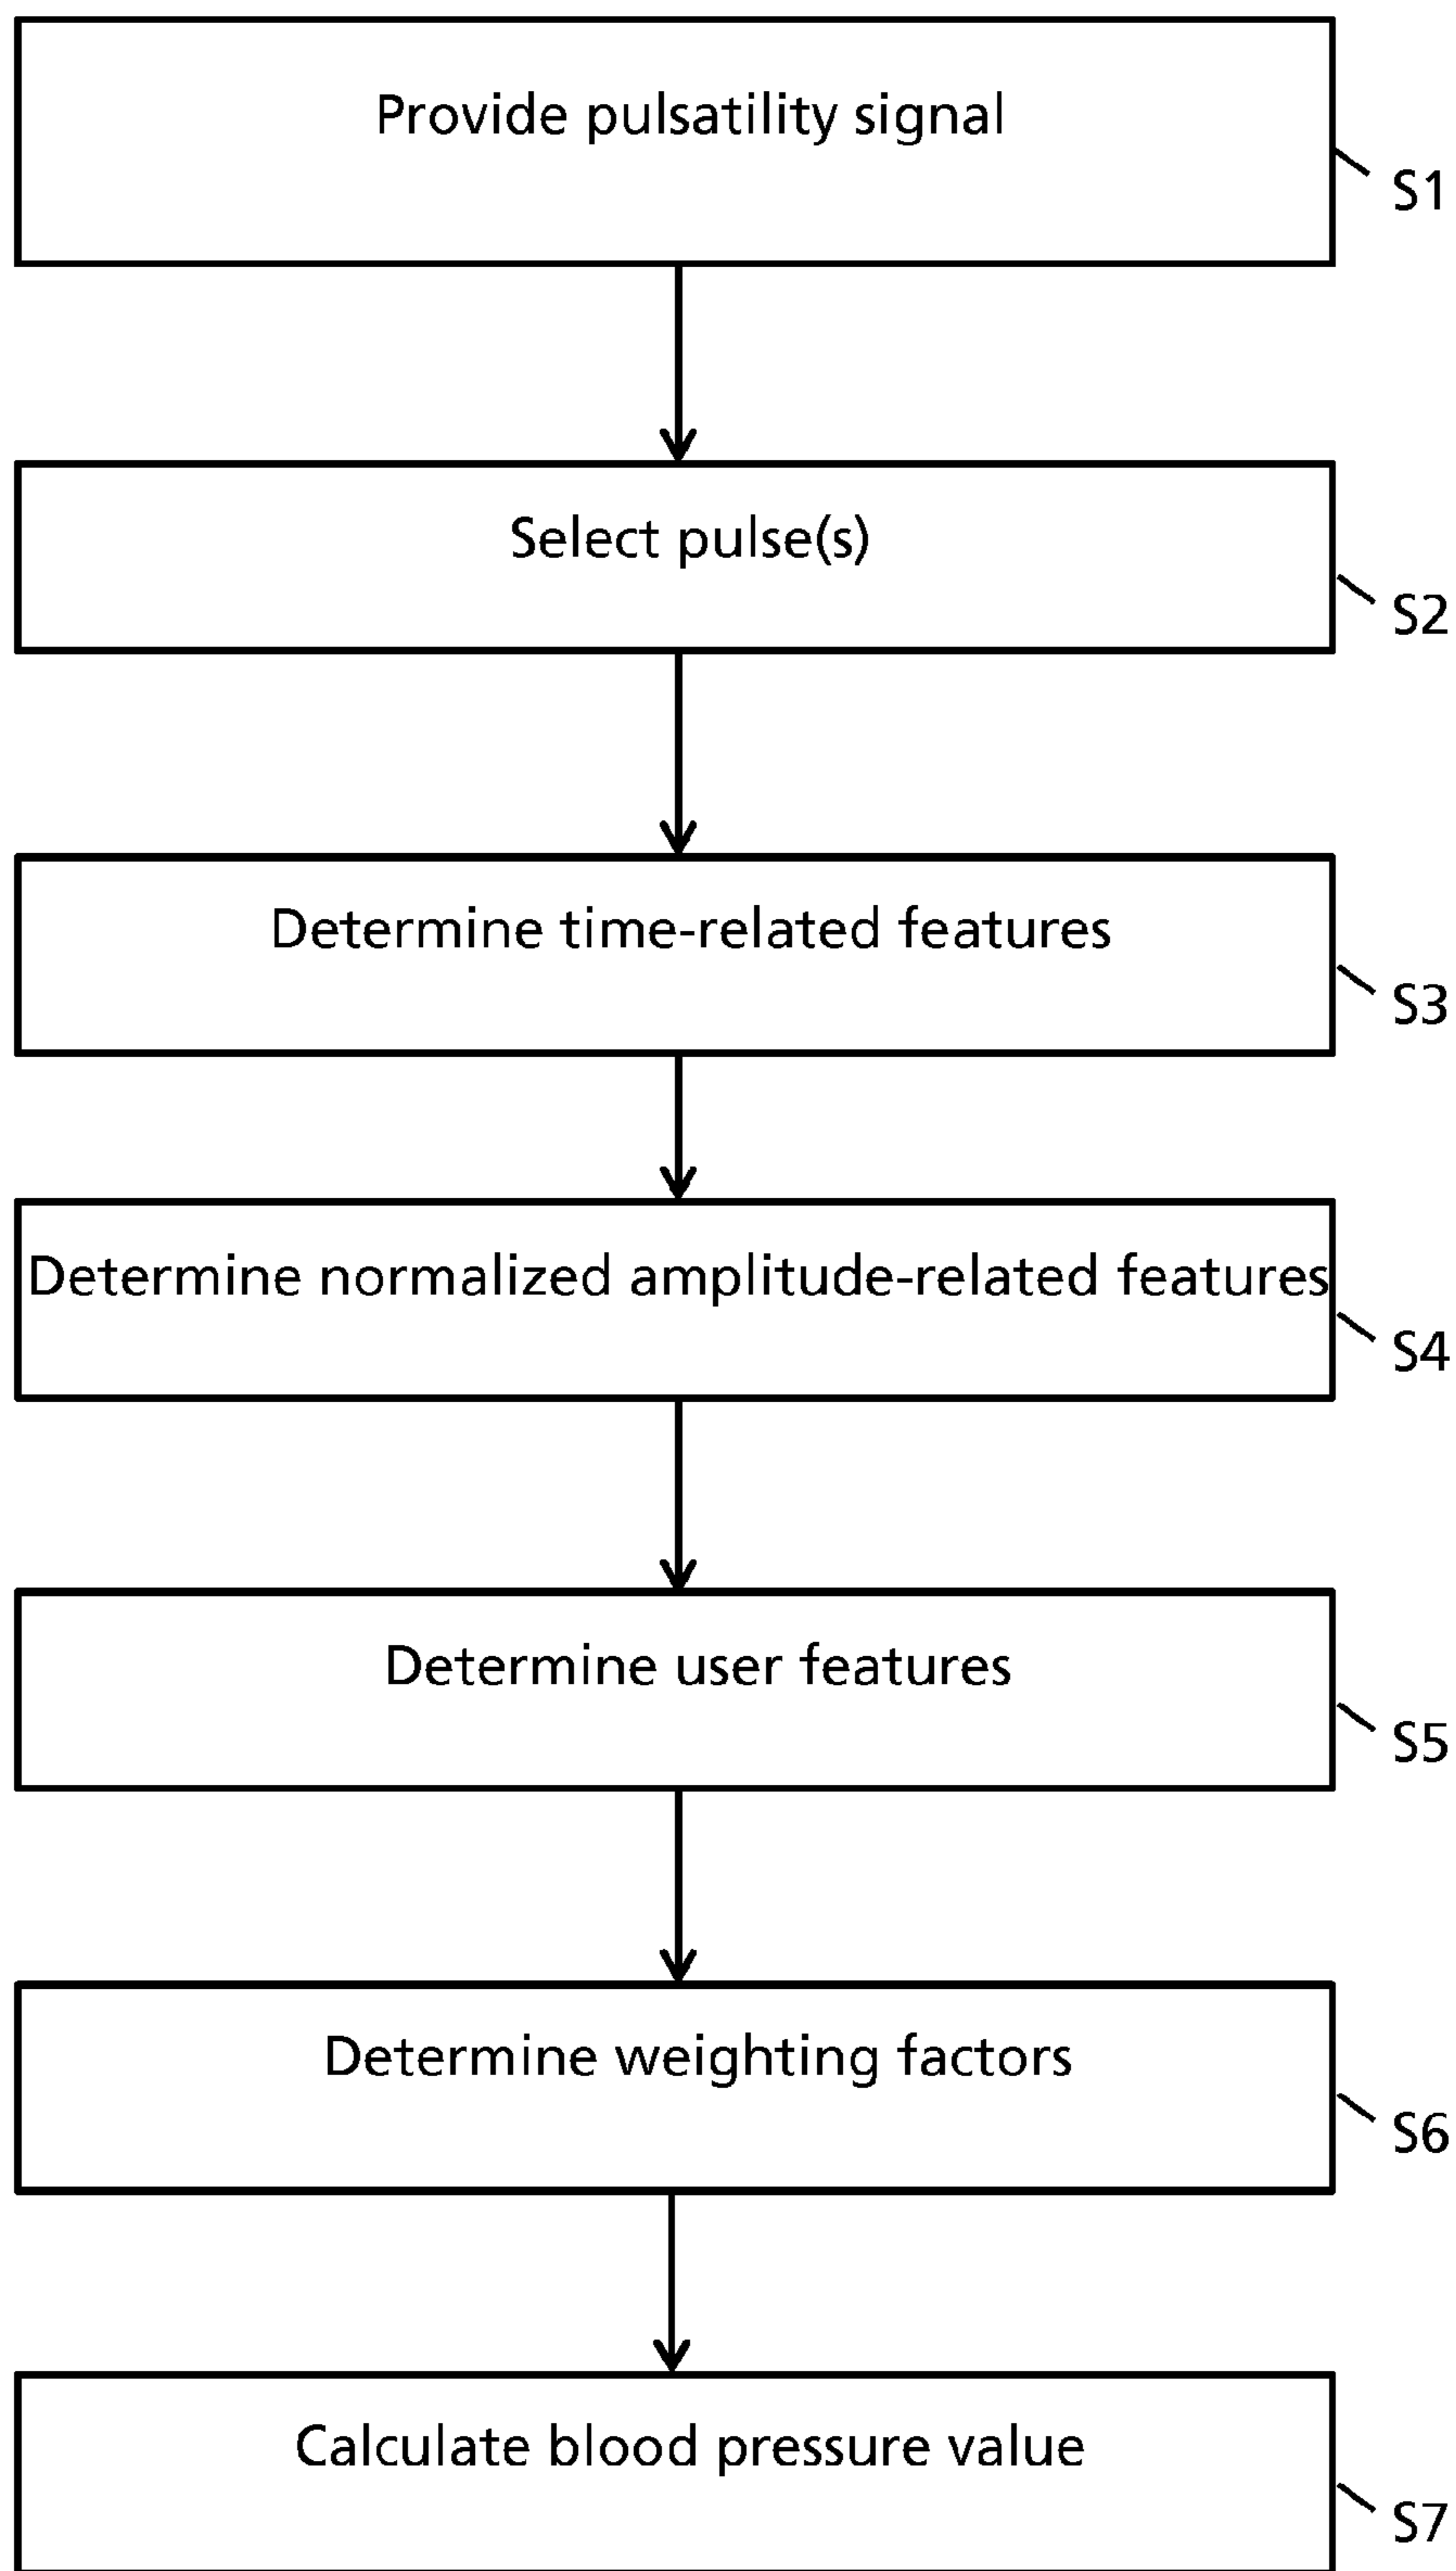 Provide pulsatility signal
S1
Select pulse(s)
S2
Determine time-related features
S3
Determine normalized amplitude-related features
S4
Determine user features
S5
Determine weighting factors
S6
Calculate blood pressure value
S7